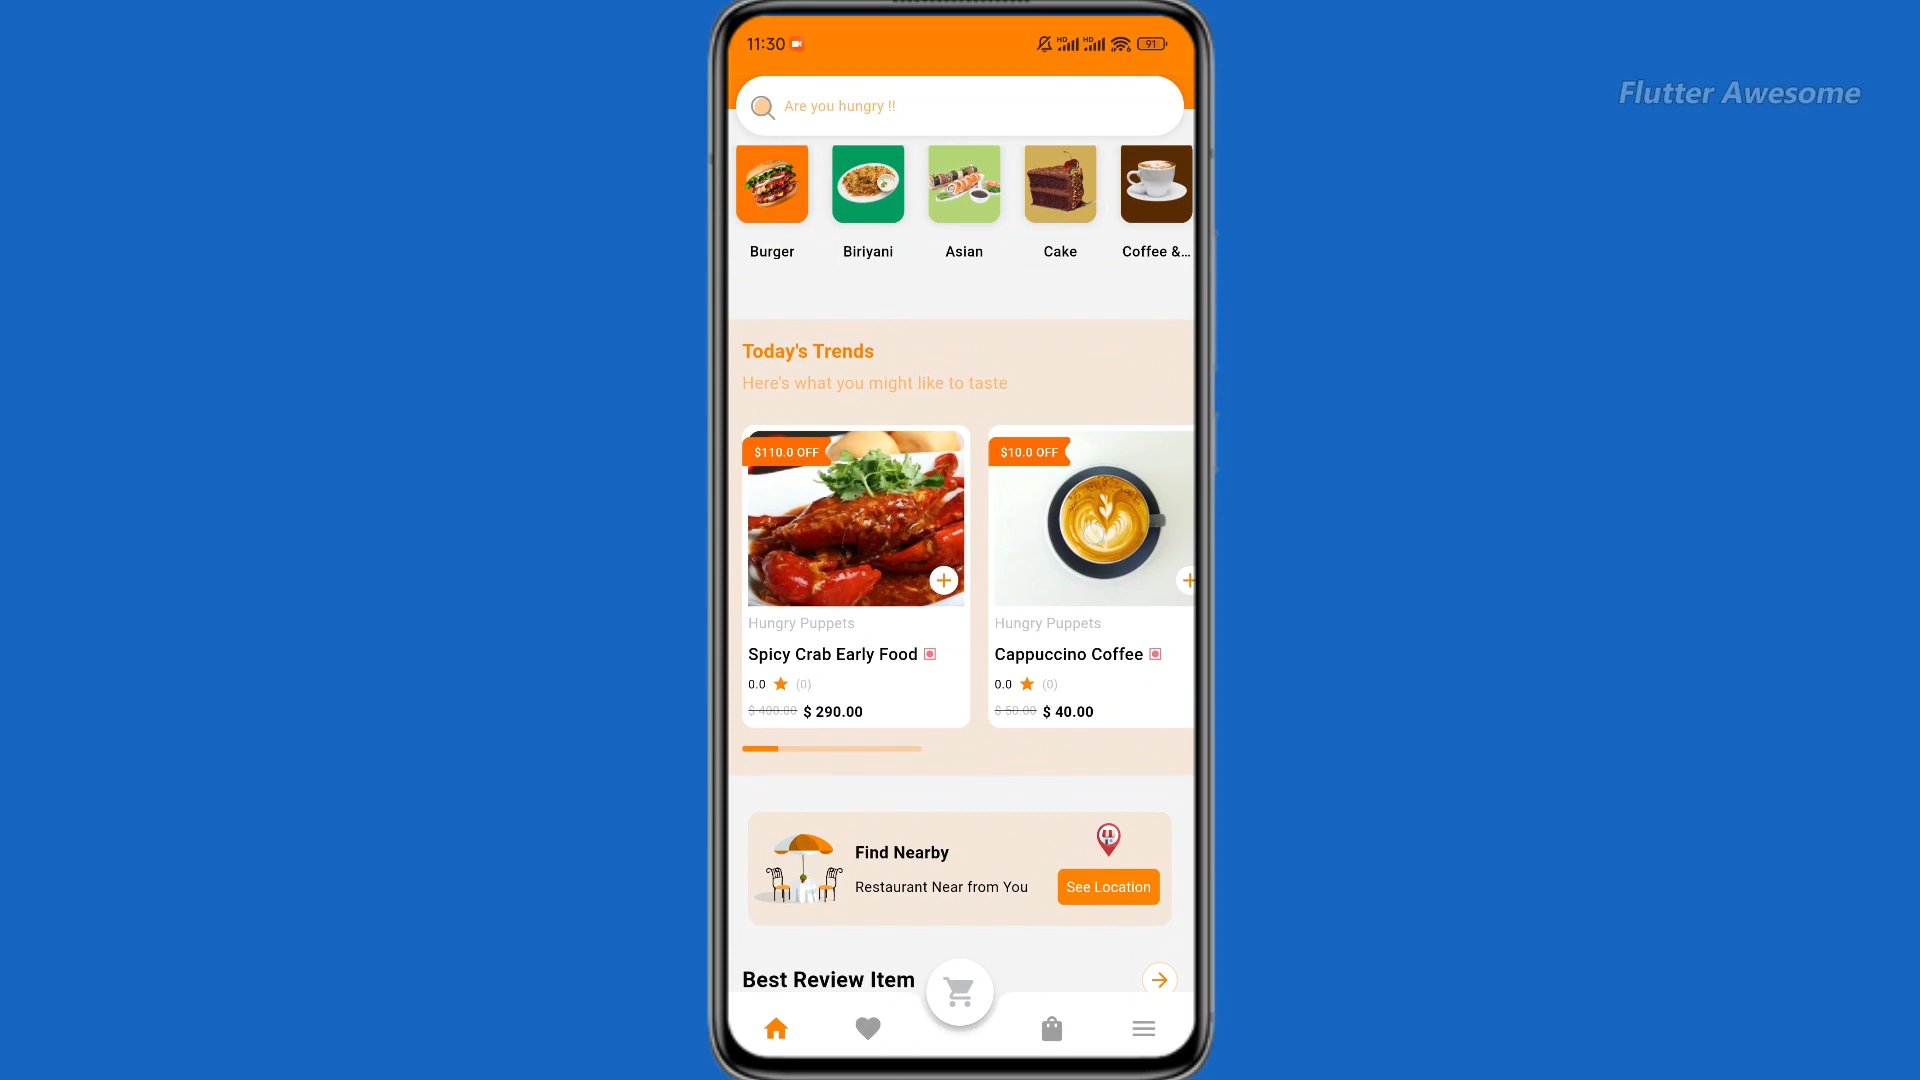 11:30
HD HD 91
Flutter Awesome
Are you hungry !!
Burger
Biriyani
Asian
Cake
Coffee &...
Today's Trends
Here's what you might like to taste
$110.0 OFF
$10.0 OFF
Hungry Puppets
Hungry Puppets
Spicy Crab Early Food
Cappuccino Coffee
0.0 (0)
0.0 (0)
$ 400.00 $ 290.00
$ 50.00 $ 40.00
Find Nearby
Restaurant Near from You
See Location
Best Review Item